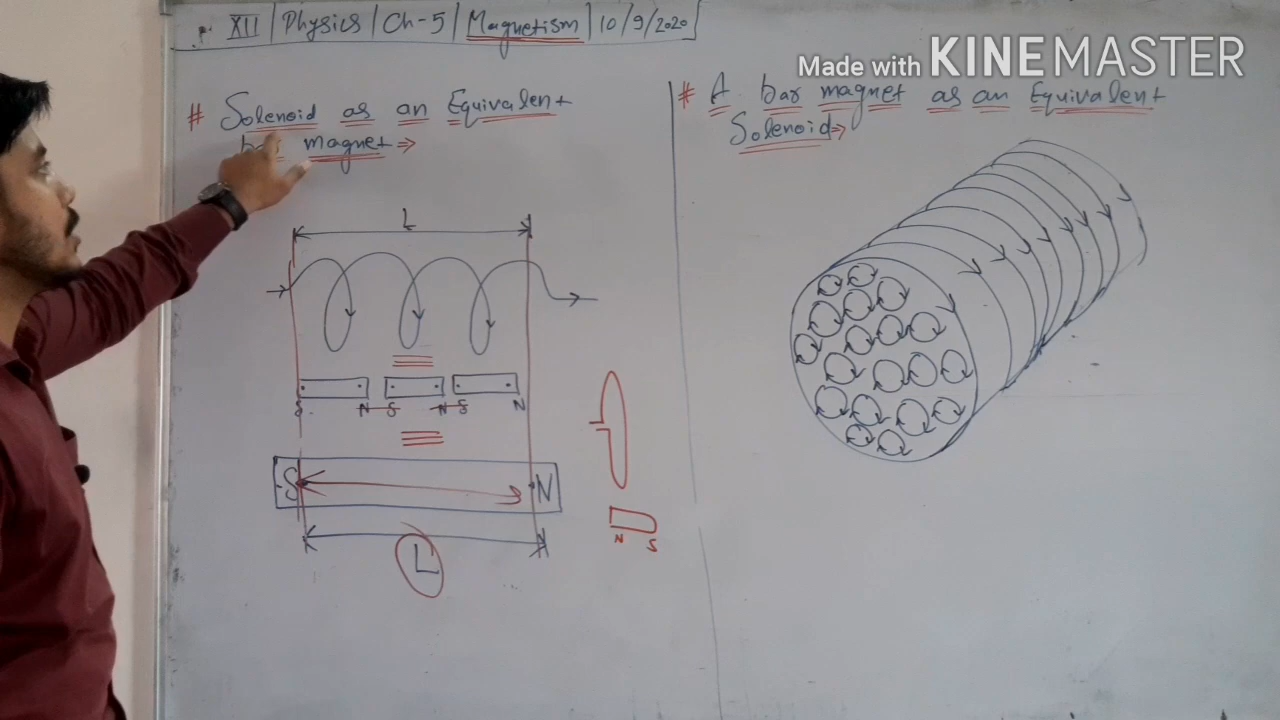 XII | Physics | Ch-5 | Magnetism | 10/9/2020
Made with KINEMASTER
# Solenoid as an Equivalent
bar magnet ⇒
L
S N S N S N
S N
L
N S
# A bar magnet as an Equivalent
Solenoid ⇒